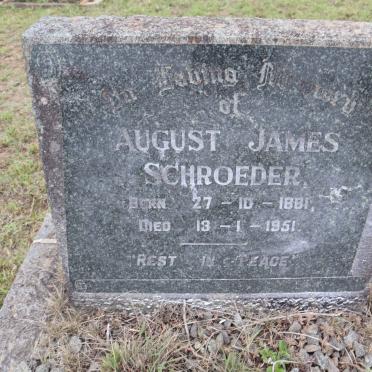 In Loving Memory
of
AUGUST JAMES
SCHROEDER,
BORN 27-10-1881,
DIED 13-1-1951.
"REST IN PEACE"